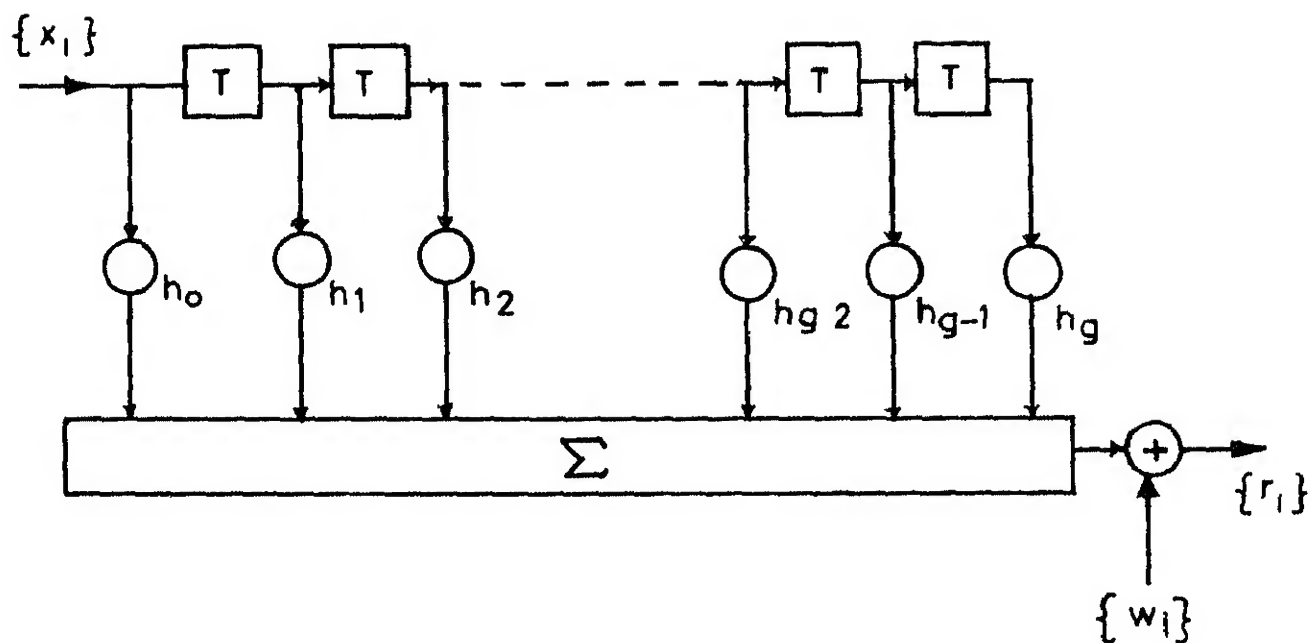 {x_i}
T T T T
h_0 h_1 h_2 h_g 2 h_g-1 h_g
Σ +
{r_i}
{w_i}